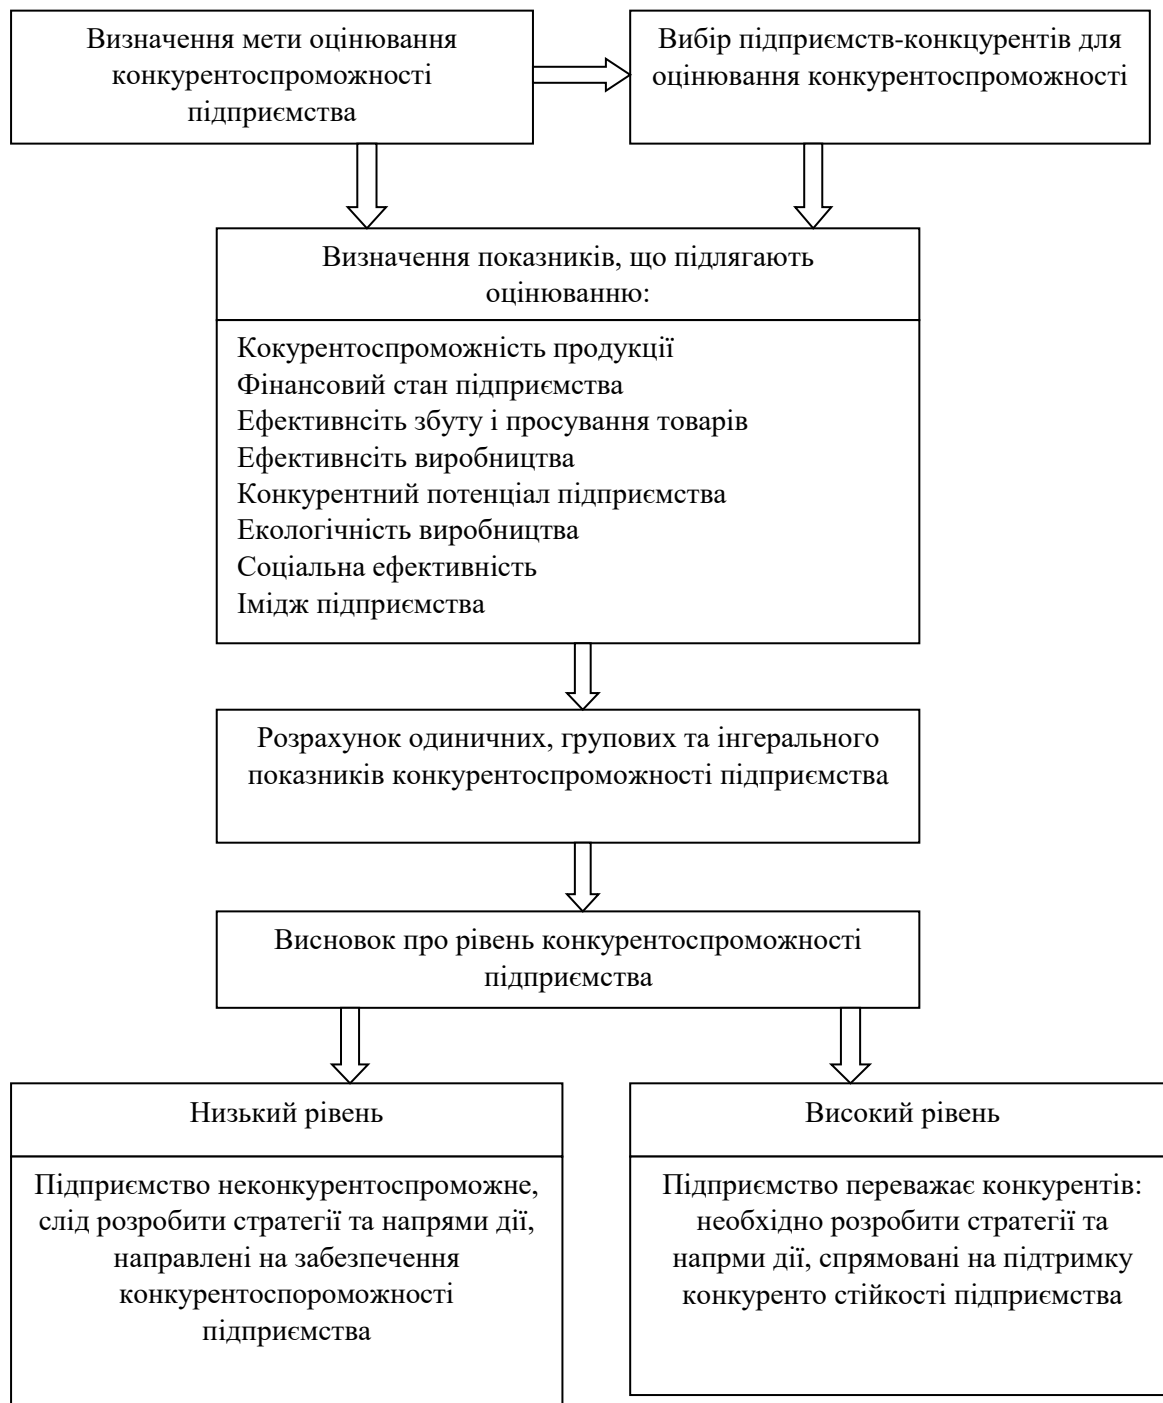 Визначення мети оцінювання
конкурентоспроможності
підприємства
Вибір підприємств-конкцурентів для
оцінювання конкурентоспроможності
Визначення показників, що підлягають
оцінюванню:
Кокурентоспроможність продукції
Фінансовий стан підприємства
Ефективнсіть збуту і просування товарів
Ефективнсіть виробництва
Конкурентний потенціал підприємства
Екологічність виробництва
Соціальна ефективність
Імідж підприємства
Розрахунок одиничних, групових та інгерального
показників конкурентоспроможності підприємства
Висновок про рівень конкурентоспроможності
підприємства
Низький рівень
Підприємство неконкурентоспроможне,
слід розробити стратегії та напрями дії,
направлені на забезпечення
конкурентоспороможності
підприємства
Високий рівень
Підприємство переважає конкурентів:
необхідно розробити стратегії та
напрми дії, спрямовані на підтримку
конкуренто стійкості підприємства